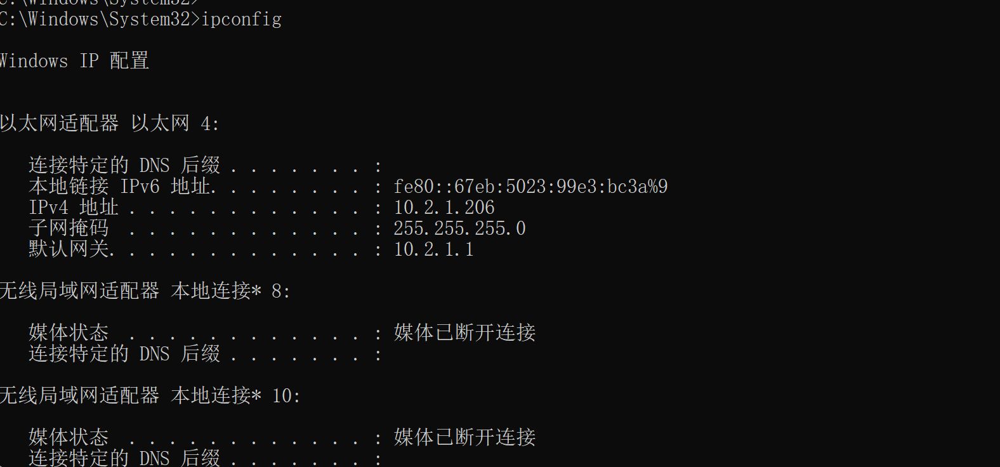 C:\Windows\System32>
C:\Windows\System32>ipconfig
Windows IP 配置
以太网适配器 以太网 4:
连接特定的 DNS 后缀 . . . . . . . :
本地链接 IPv6 地址. . . . . . . . : fe80::67eb:5023:99e3:bc3a%9
IPv4 地址 . . . . . . . . . . . . : 10.2.1.206
子网掩码  . . . . . . . . . . . . : 255.255.255.0
默认网关. . . . . . . . . . . . . : 10.2.1.1
无线局域网适配器 本地连接* 8:
媒体状态  . . . . . . . . . . . . : 媒体已断开连接
连接特定的 DNS 后缀 . . . . . . . :
无线局域网适配器 本地连接* 10:
媒体状态  . . . . . . . . . . . . : 媒体已断开连接
连接特定的 DNS 后缀 . . . . . . . :